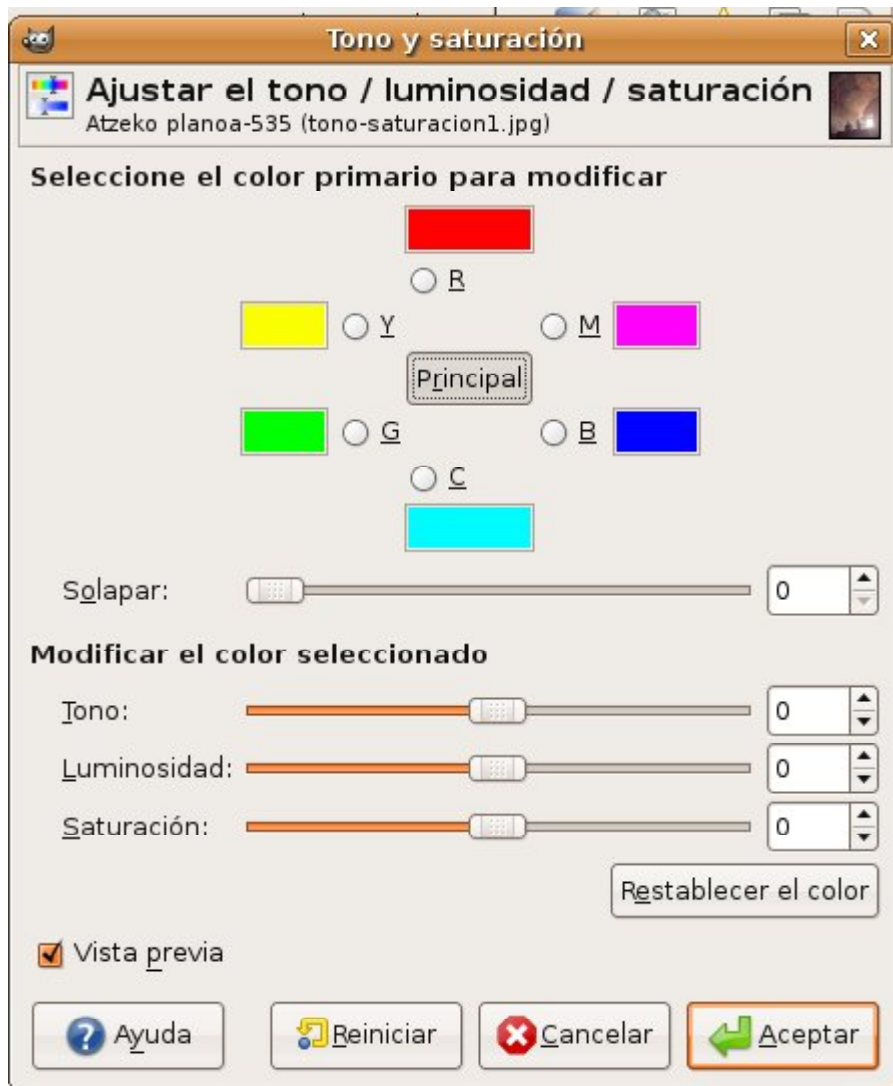 Tono y saturación
Ajustar el tono / luminosidad / saturación
Atzeko planoa-535 (tono-saturacion1.jpg)
Seleccione el color primario para modificar
R
Y M
Principal
G B
C
Solapar: 0
Modificar el color seleccionado
Tono: 0
Luminosidad: 0
Saturación: 0
Restablecer el color
Vista previa
Ayuda Reiniciar Cancelar Aceptar